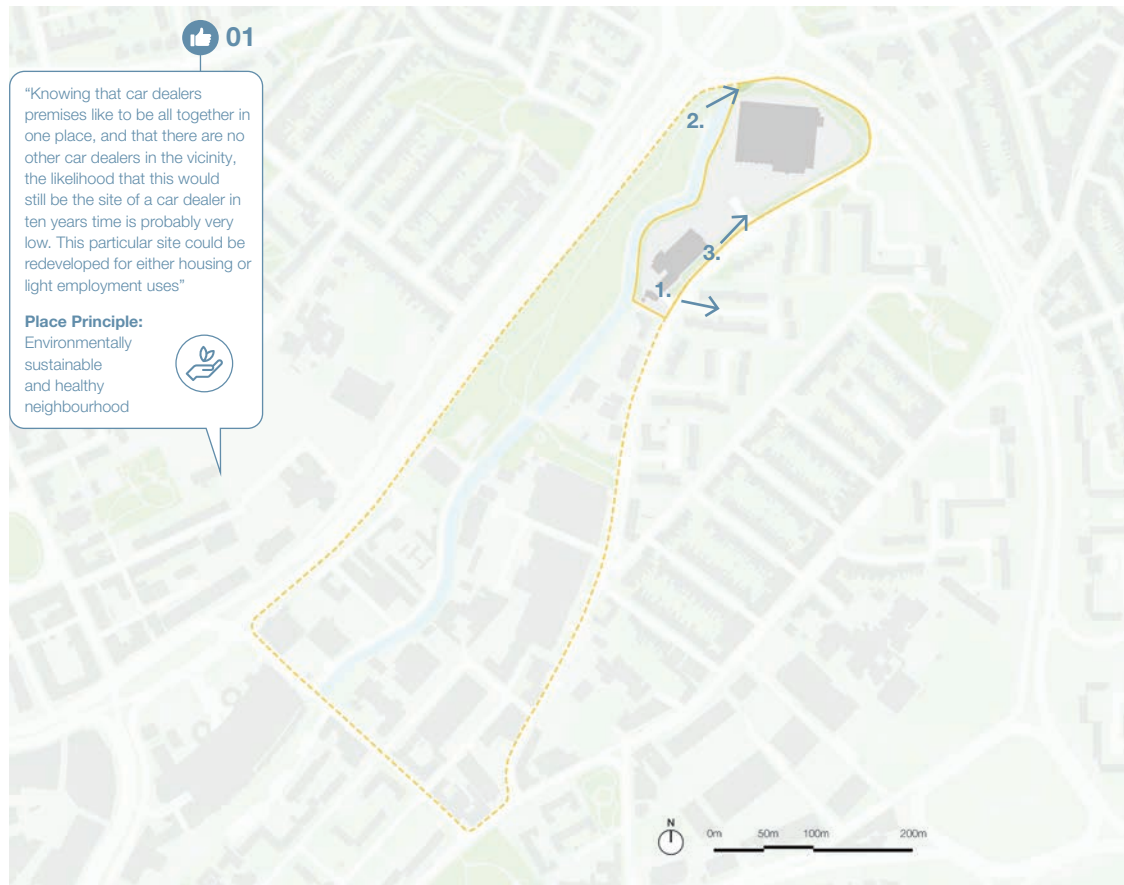 01
“Knowing that car dealers
premises like to be all together in
one place, and that there are no
other car dealers in the vicinity,
the likelihood that this would
still be the site of a car dealer in
ten years time is probably very
low. This particular site could be
redeveloped for either housing or
light employment uses”
Place Principle:
Environmentally
sustainable
and healthy
neighbourhood
2.
3.
1.
N
0m 50m 100m 200m